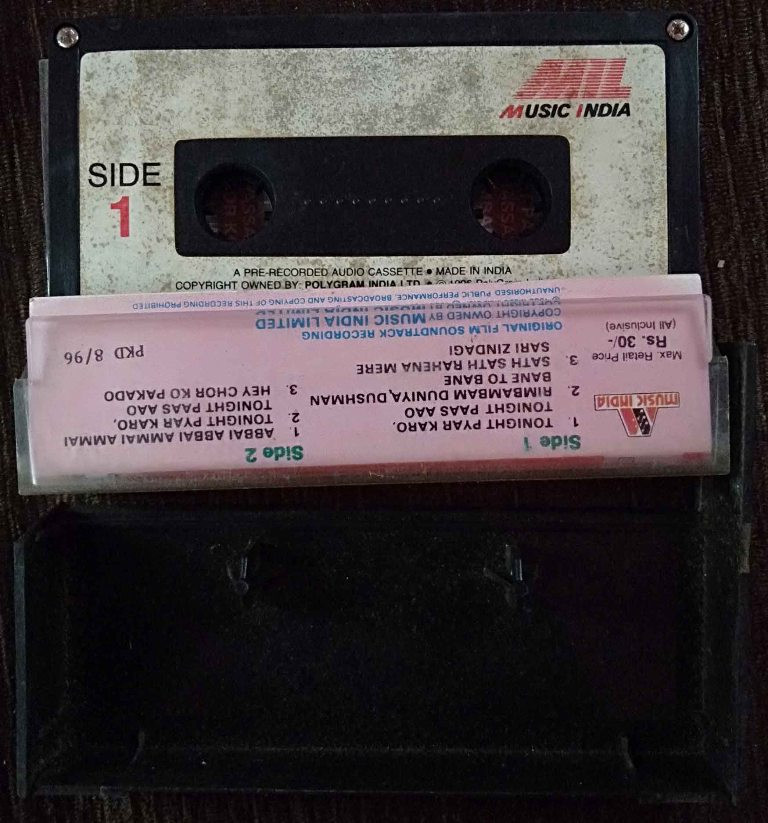 MIL
MUSIC INDIA
SIDE
1
A PRE-RECORDED AUDIO CASSETTE ● MADE IN INDIA
COPYRIGHT OWNED BY: POLYGRAM INDIA LTD.
Side 1
1. TONIGHT PYAR KARO,
TONIGHT PAAS AAO
2. RIMBAMBAM DUNIYA, DUSHMAN
BANE TO BANE
3. SATH SATH RAHENA MERE
SARI ZINDAGI
Side 2
1. ABBAI ABBAI AMMAI AMMAI
2. TONIGHT PYAR KARO,
TONIGHT PAAS AAO
3. HEY CHOR KO PAKADO
MUSIC INDIA
Max. Retail Price
Rs. 30/-
(All Inclusive)
PKD 8/96
ORIGINAL FILM SOUNDTRACK RECORDING
COPYRIGHT OWNED BY MUSIC INDIA LIMITED
UNAUTHORISED PUBLIC PERFORMANCE, BROADCASTING AND COPYING OF THIS RECORDING PROHIBITED